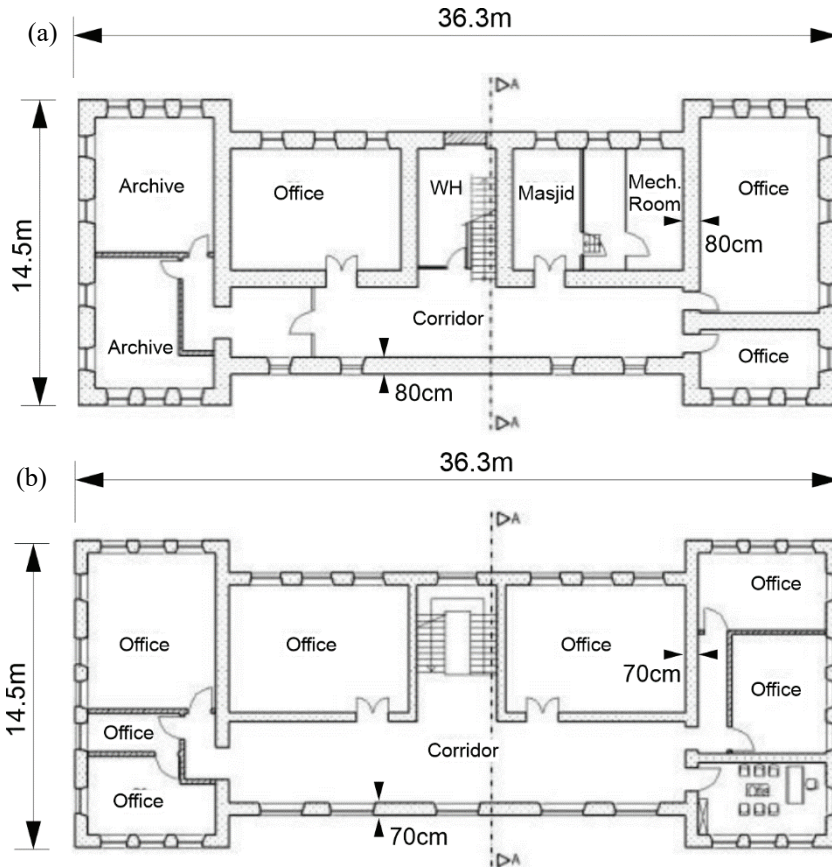 (a)
36.3m
A
14.5m
Archive
Office
WH
Masjid
Mech.
Room
Office
80cm
Corridor
Archive
Office
80cm
A
(b)
36.3m
A
14.5m
Office
Office
Office
Office
Office
70cm
Office
Corridor
Office
70cm
A